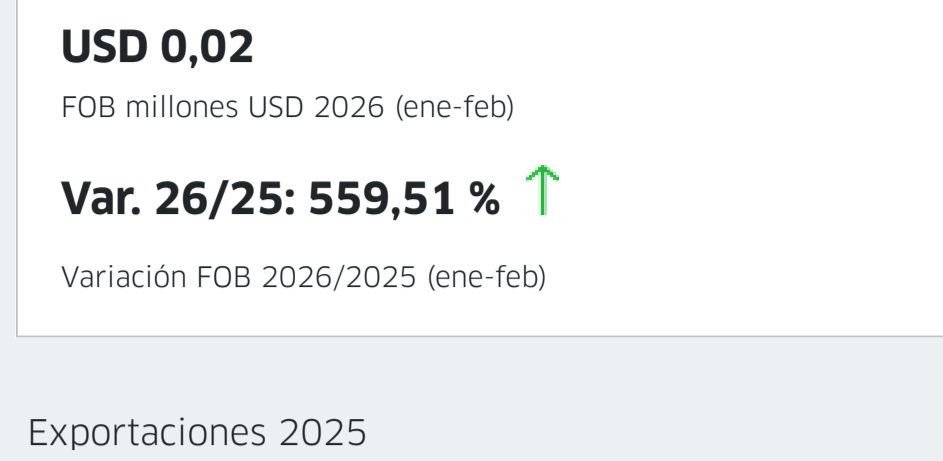 USD 0,02
FOB millones USD 2026 (ene-feb)
Var. 26/25: 559,51 %
Variación FOB 2026/2025 (ene-feb)
Exportaciones 2025